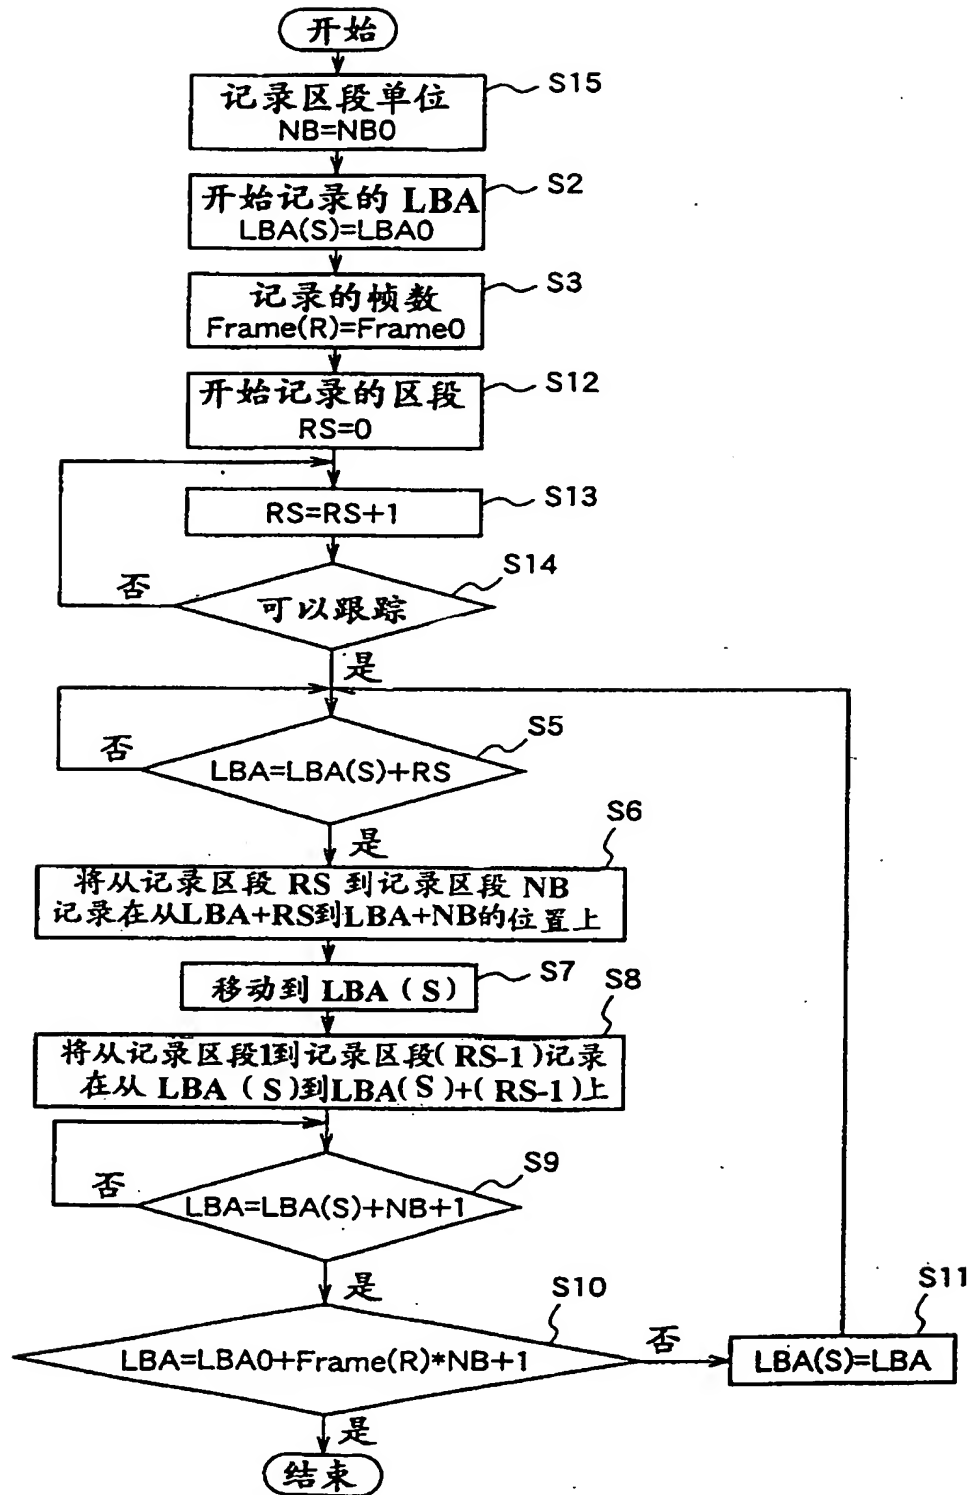 开始
记录区段单位
NB=NB0
S15
开始记录的 LBA
LBA(S)=LBA0
S2
记录的帧数
Frame(R)=Frame0
S3
开始记录的区段
RS=0
S12
RS=RS+1
S13
可以跟踪
S14
否
是
LBA=LBA(S)+RS
S5
否
是
将从记录区段 RS 到记录区段 NB
记录在从LBA+RS到LBA+NB的位置上
S6
移动到 LBA（S）
S7
将从记录区段1到记录区段(RS-1)记录
在从 LBA（S)到LBA(S)+(RS-1)上
S8
LBA=LBA(S)+NB+1
S9
否
是
LBA=LBA0+Frame(R)*NB+1
S10
否
LBA(S)=LBA
S11
是
结束